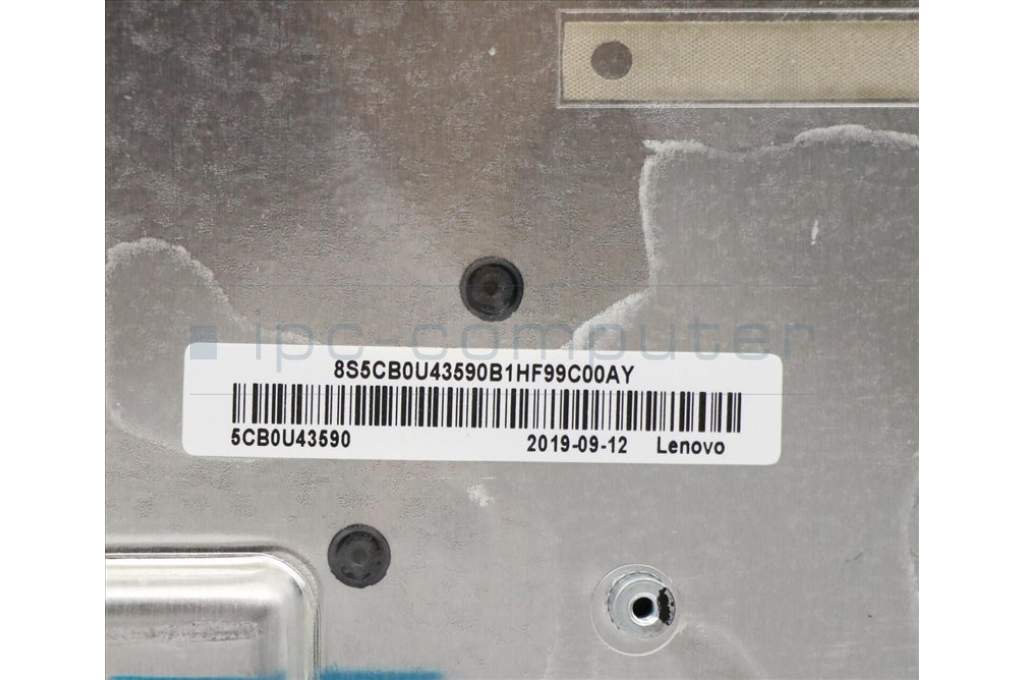 ipc-computer
8S5CB0U43590B1HF99C00AY
5CB0U43590 2019-09-12 Lenovo